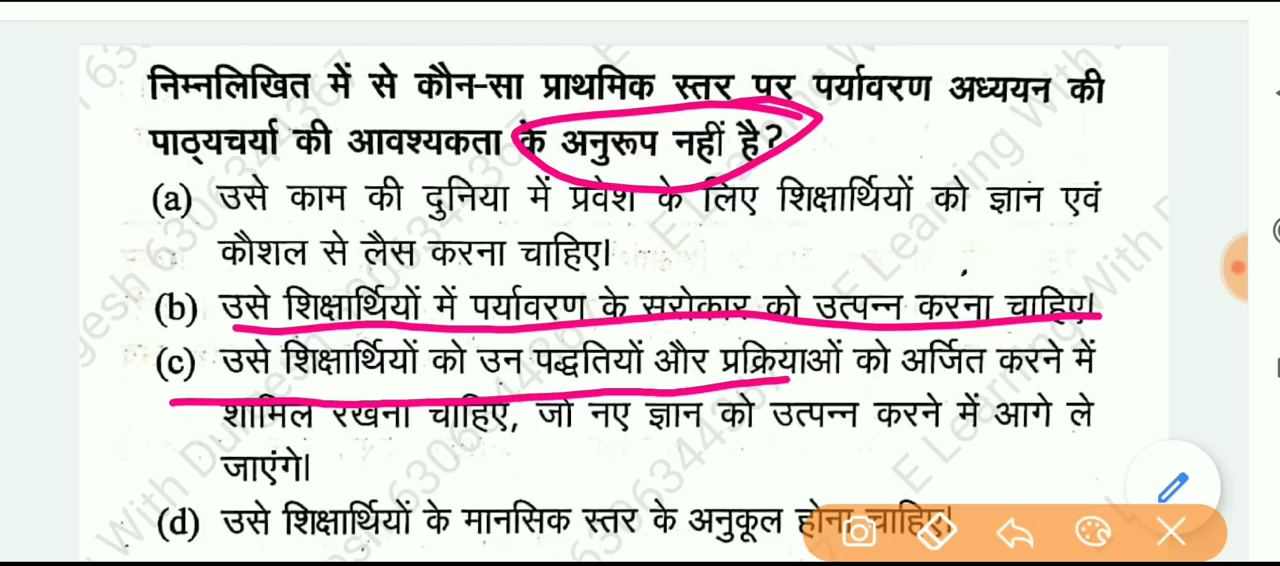 निम्नलिखित में से कौन-सा प्राथमिक स्तर पर पर्यावरण अध्ययन की
पाठ्यचर्या की आवश्यकता के अनुरूप नहीं है?
(a) उसे काम की दुनिया में प्रवेश के लिए शिक्षार्थियों को ज्ञान एवं
कौशल से लैस करना चाहिए।
(b) उसे शिक्षार्थियों में पर्यावरण के सरोकार को उत्पन्न करना चाहिए।
(c) उसे शिक्षार्थियों को उन पद्धतियों और प्रक्रियाओं को अर्जित करने में
शामिल रखना चाहिए, जो नए ज्ञान को उत्पन्न करने में आगे ले
जाएंगे।
(d) उसे शिक्षार्थियों के मानसिक स्तर के अनुकूल होना चाहिए।